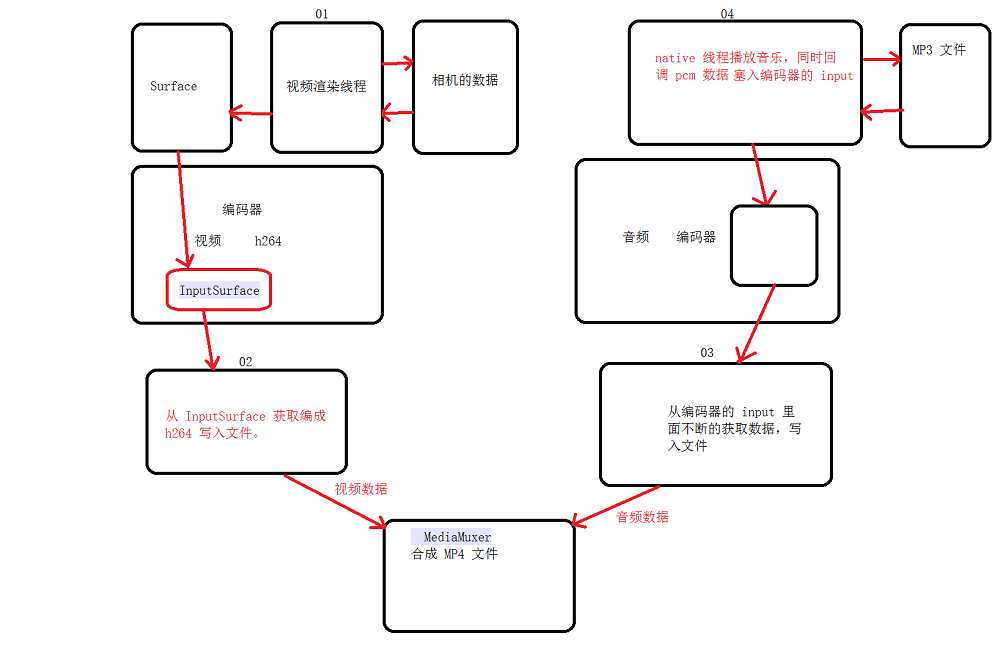 01
04
Surface
视频渲染线程
相机的数据
native 线程播放音乐，同时回
调 pcm 数据 塞入编码器的 input
MP3 文件
编码器
视频 h264
InputSurface
音频 编码器
02
从 InputSurface 获取编成
h264 写入文件。
03
从编码器的 input 里
面不断的获取数据，写
入文件
视频数据
音频数据
MediaMuxer
合成 MP4 文件